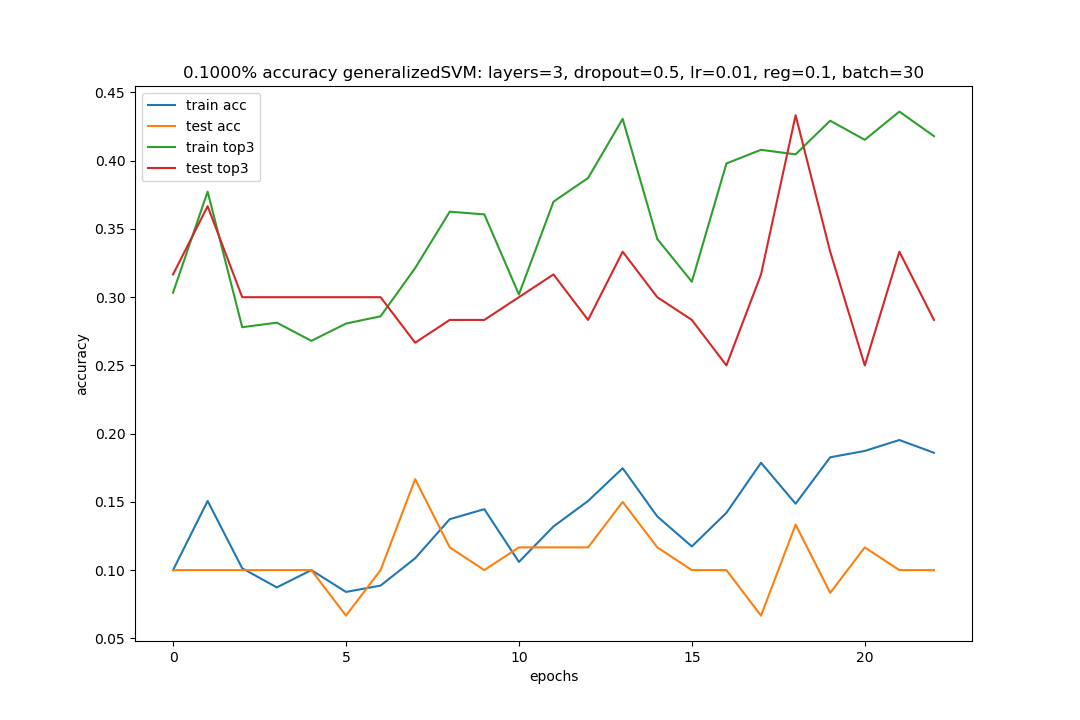 0.1000% accuracy generalizedSVM: layers=3, dropout=0.5, lr=0.01, reg=0.1, batch=30
train acc
test acc
train top3
test top3
0.45
0.40
0.35
0.30
0.25
0.20
0.15
0.10
0.05
accuracy
0 5 10 15 20
epochs